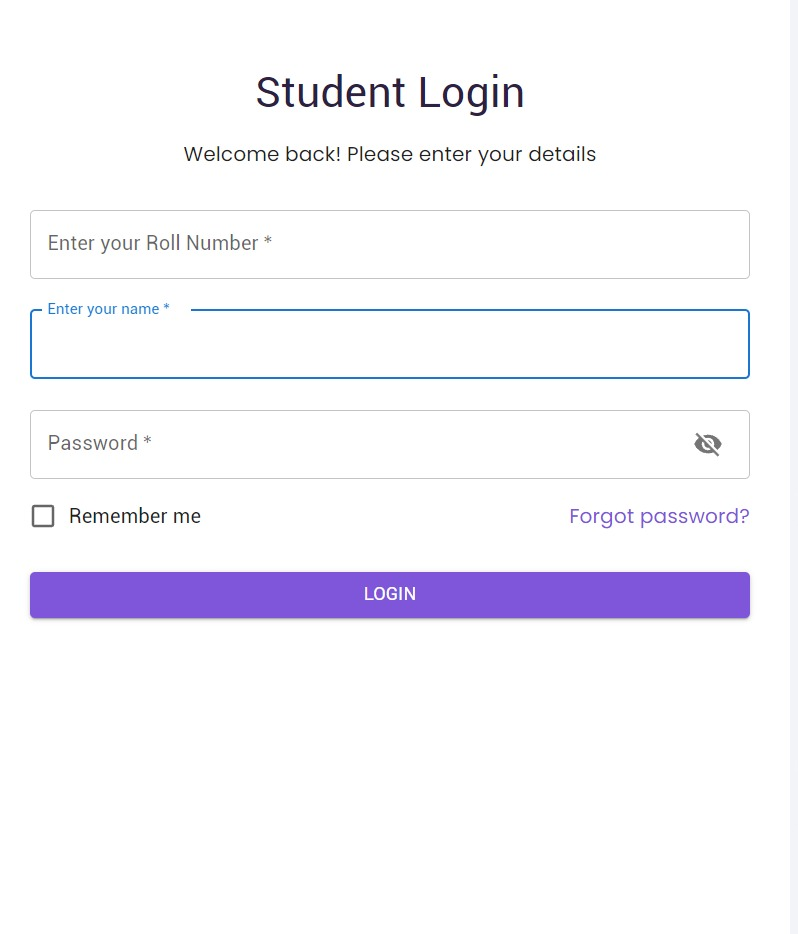 Student Login
Welcome back! Please enter your details
Enter your Roll Number *
Enter your name *
Password *
Remember me
Forgot password?
LOGIN